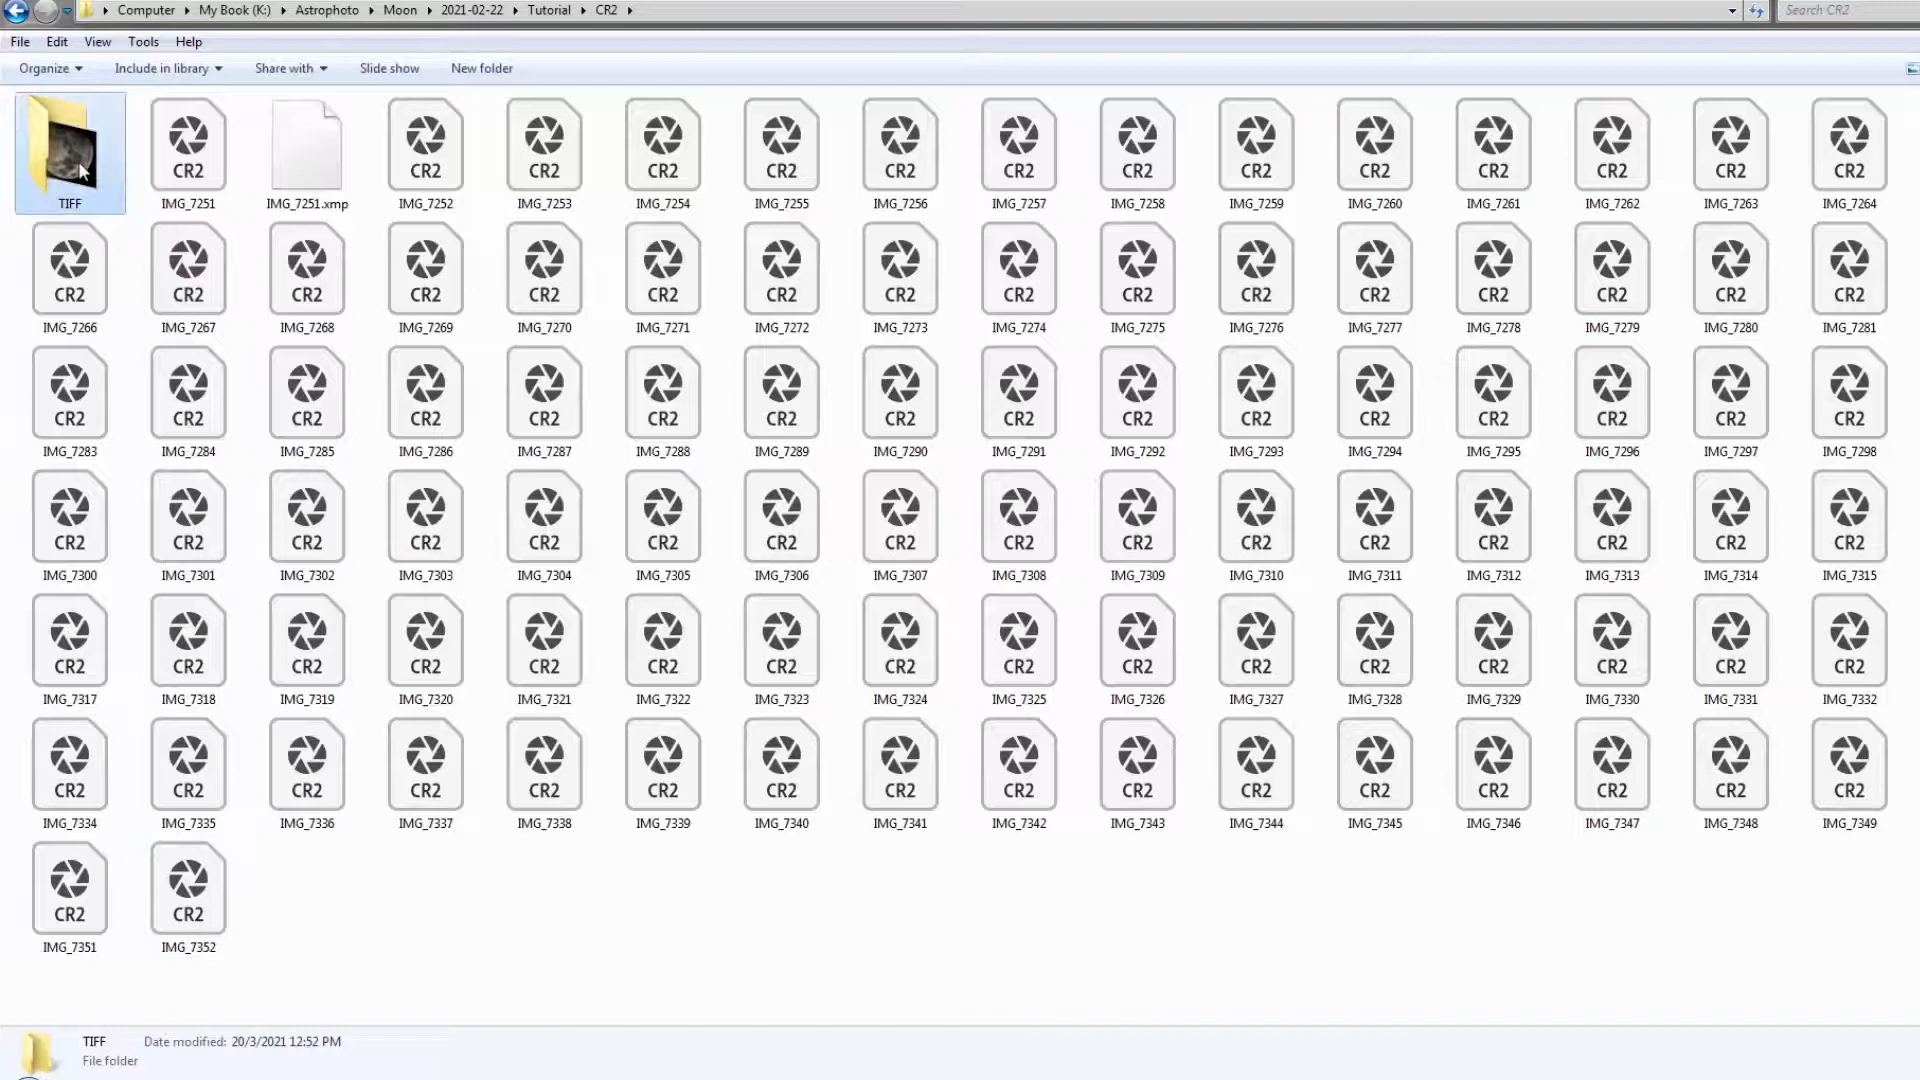 Computer My Book (K:) Astrophoto Moon 2021-02-22 Tutorial CR2 Search CR2
File Edit View Tools Help
Organize Include in library Share with Slide show New folder
CR2 CR2 CR2 CR2 CR2 CR2 CR2 CR2 CR2 CR2 CR2 CR2 CR2 CR2
TIFF IMG_7251 IMG_7251.xmp IMG_7252 IMG_7253 IMG_7254 IMG_7255 IMG_7256 IMG_7257 IMG_7258 IMG_7259 IMG_7260 IMG_7261 IMG_7262 IMG_7263 IMG_7264
CR2 CR2 CR2 CR2 CR2 CR2 CR2 CR2 CR2 CR2 CR2 CR2 CR2 CR2 CR2 CR2
IMG_7266 IMG_7267 IMG_7268 IMG_7269 IMG_7270 IMG_7271 IMG_7272 IMG_7273 IMG_7274 IMG_7275 IMG_7276 IMG_7277 IMG_7278 IMG_7279 IMG_7280 IMG_7281
CR2 CR2 CR2 CR2 CR2 CR2 CR2 CR2 CR2 CR2 CR2 CR2 CR2 CR2 CR2 CR2
IMG_7283 IMG_7284 IMG_7285 IMG_7286 IMG_7287 IMG_7288 IMG_7289 IMG_7290 IMG_7291 IMG_7292 IMG_7293 IMG_7294 IMG_7295 IMG_7296 IMG_7297 IMG_7298
CR2 CR2 CR2 CR2 CR2 CR2 CR2 CR2 CR2 CR2 CR2 CR2 CR2 CR2 CR2 CR2
IMG_7300 IMG_7301 IMG_7302 IMG_7303 IMG_7304 IMG_7305 IMG_7306 IMG_7307 IMG_7308 IMG_7309 IMG_7310 IMG_7311 IMG_7312 IMG_7313 IMG_7314 IMG_7315
CR2 CR2 CR2 CR2 CR2 CR2 CR2 CR2 CR2 CR2 CR2 CR2 CR2 CR2 CR2 CR2
IMG_7317 IMG_7318 IMG_7319 IMG_7320 IMG_7321 IMG_7322 IMG_7323 IMG_7324 IMG_7325 IMG_7326 IMG_7327 IMG_7328 IMG_7329 IMG_7330 IMG_7331 IMG_7332
CR2 CR2 CR2 CR2 CR2 CR2 CR2 CR2 CR2 CR2 CR2 CR2 CR2 CR2 CR2 CR2
IMG_7334 IMG_7335 IMG_7336 IMG_7337 IMG_7338 IMG_7339 IMG_7340 IMG_7341 IMG_7342 IMG_7343 IMG_7344 IMG_7345 IMG_7346 IMG_7347 IMG_7348 IMG_7349
CR2 CR2
IMG_7351 IMG_7352
TIFF Date modified: 20/3/2021 12:52 PM
File folder